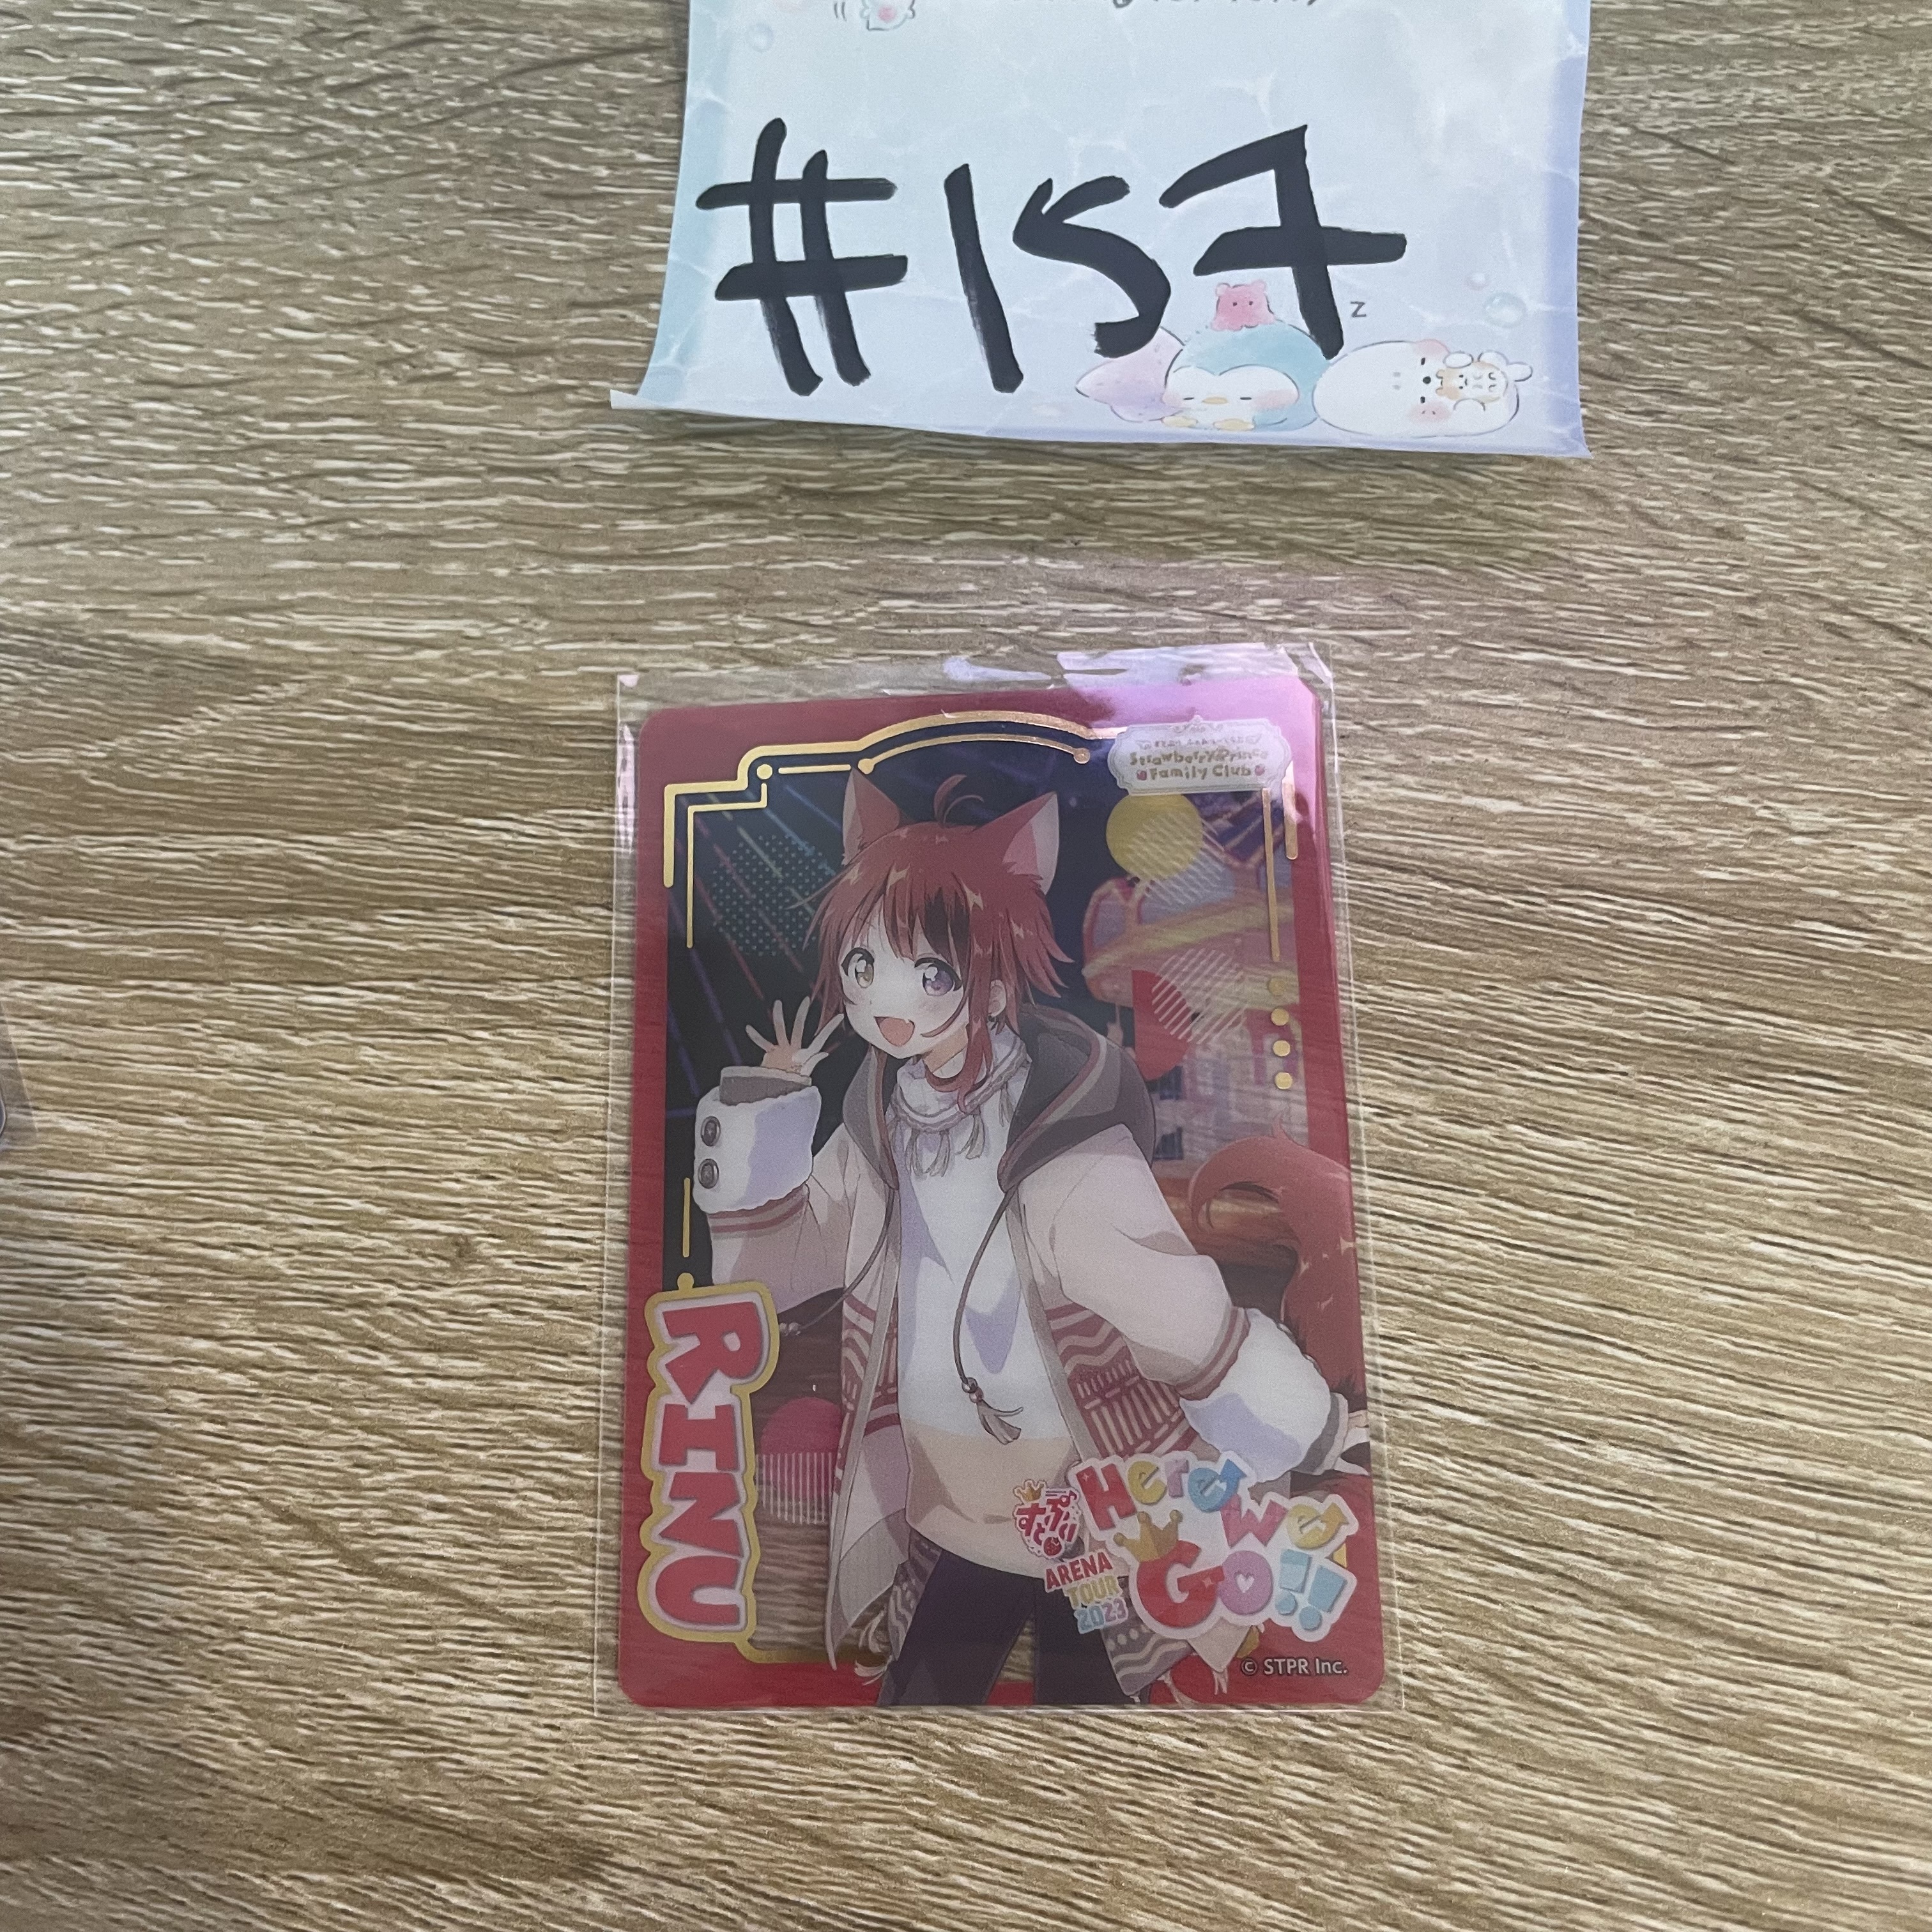 #157
z
Strawberry Prince
Family Club
RINU
すとぷり
Here We
Go!!
ARENA
TOUR
2023
© STPR Inc.